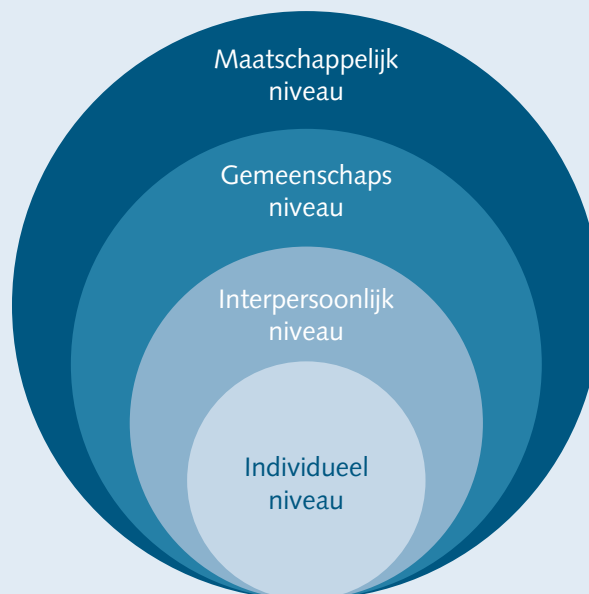 Maatschappelijk
niveau
Gemeenschaps
niveau
Interpersoonlijk
niveau
Individueel
niveau